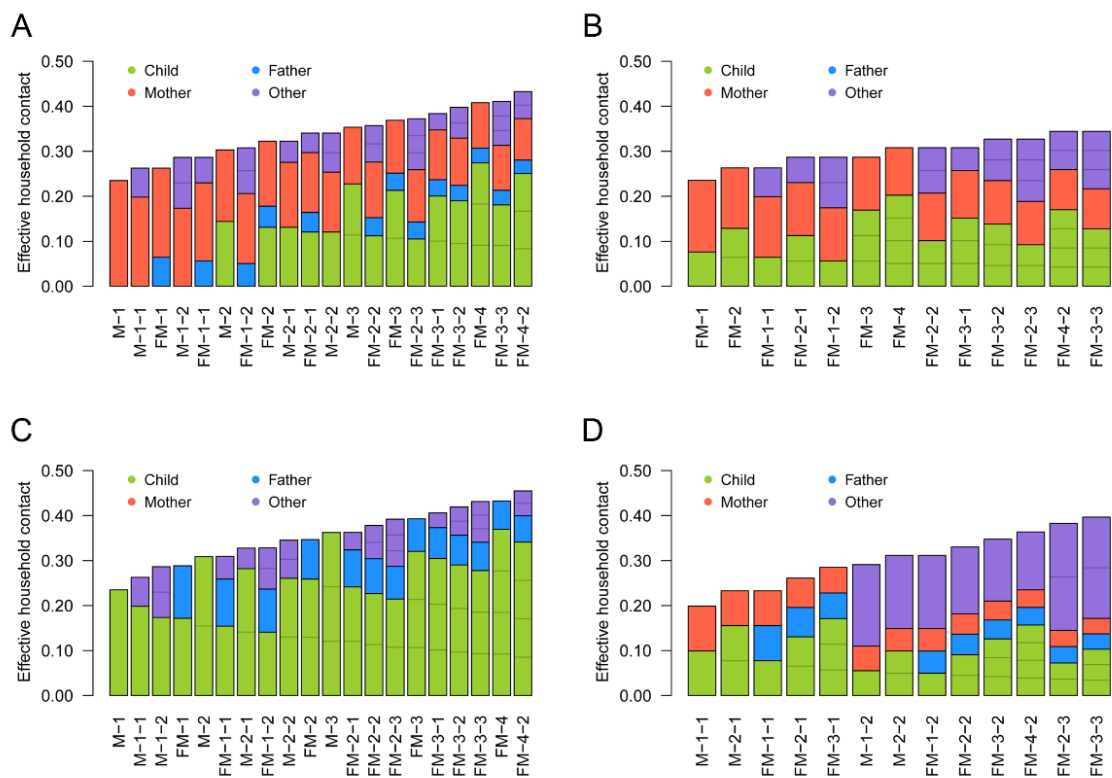 A
Effective household contact
0.50
0.40
0.30
0.20
0.10
0.00
Child
Mother
Father
Other
M-1
M-1-1
FM-1
M-1-2
FM-1-1
M-2
FM-1-2
FM-2
M-2-1
FM-2-1
M-2-2
M-3
FM-2-2
FM-3
FM-2-3
FM-3-1
FM-3-2
FM-4
FM-3-3
FM-4-2
B
Effective household contact
0.50
0.40
0.30
0.20
0.10
0.00
Child
Mother
Father
Other
FM-1
FM-2
FM-1-1
FM-2-1
FM-1-2
FM-3
FM-4
FM-2-2
FM-3-1
FM-3-2
FM-2-3
FM-4-2
FM-3-3
C
Effective household contact
0.50
0.40
0.30
0.20
0.10
0.00
Child
Mother
Father
Other
M-1
M-1-1
M-1-2
FM-1
M-2
FM-1-1
M-2-1
FM-1-2
M-2-2
FM-2
M-3
FM-2-1
FM-2-2
FM-2-3
FM-3
FM-3-1
FM-3-2
FM-3-3
FM-4
FM-4-2
D
Effective household contact
0.50
0.40
0.30
0.20
0.10
0.00
Child
Mother
Father
Other
M-1-1
M-2-1
FM-1-1
FM-2-1
FM-3-1
M-1-2
M-2-2
FM-1-2
FM-2-2
FM-3-2
FM-4-2
FM-2-3
FM-3-3